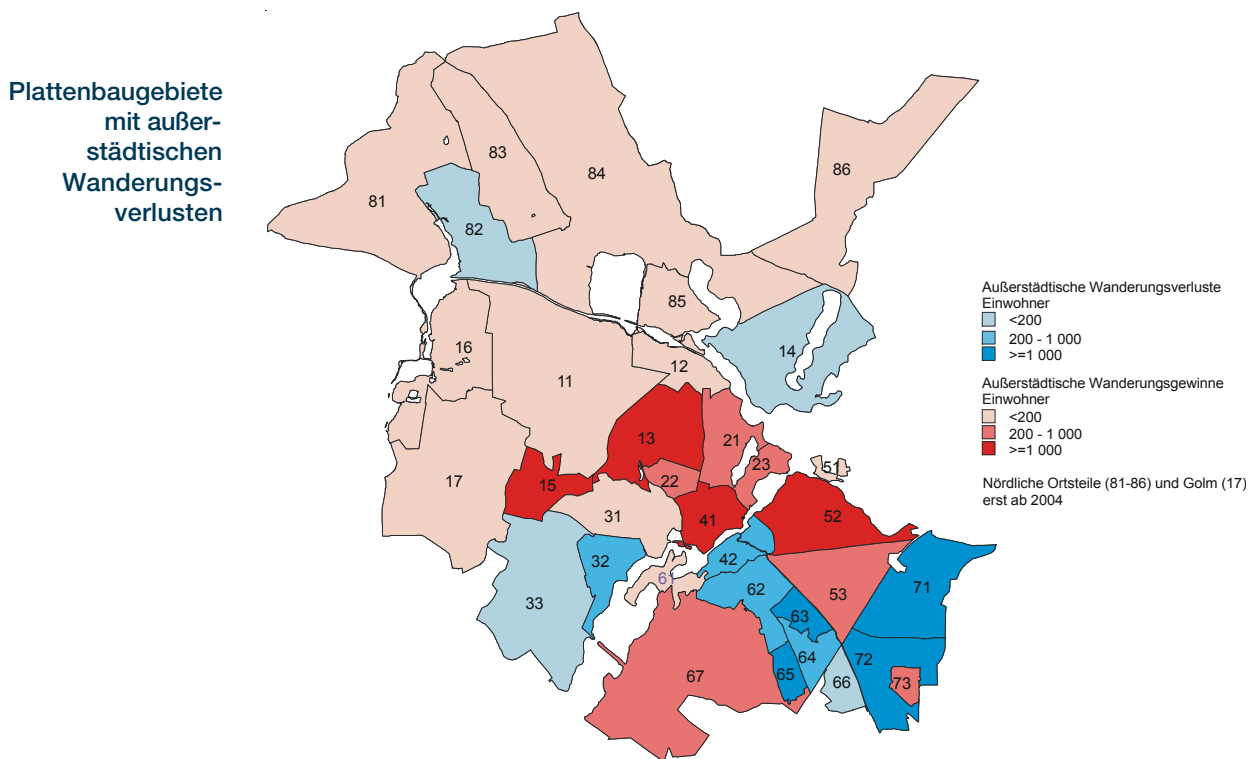 Plattenbaugebiete
mit außer-
städtischen
Wanderungs-
verlusten
81
83
84
86
82
85
14
16
11
12
13
21
23
51
17
15
22
31
41
52
32
42
61
33
62
53
71
63
64
72
65
66
67
73
Außerstädtische Wanderungsverluste
Einwohner
<200
200 - 1 000
>=1 000
Außerstädtische Wanderungsgewinne
Einwohner
<200
200 - 1 000
>=1 000
Nördliche Ortsteile (81-86) und Golm (17)
erst ab 2004